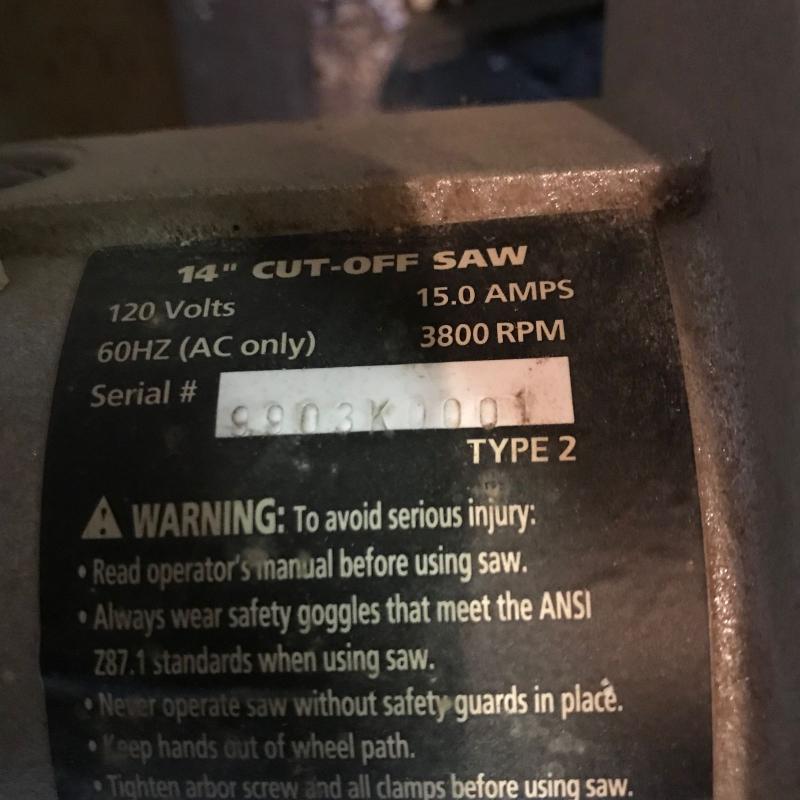 14" CUT-OFF SAW
120 Volts 15.0 AMPS
60HZ (AC only) 3800 RPM
Serial # 9903K0001
TYPE 2
WARNING: To avoid serious injury:
• Read operator's manual before using saw.
• Always wear safety goggles that meet the ANSI
Z87.1 standards when using saw.
• Never operate saw without safety guards in place.
• Keep hands out of wheel path.
• Tighten arbor screw and all clamps before using saw.